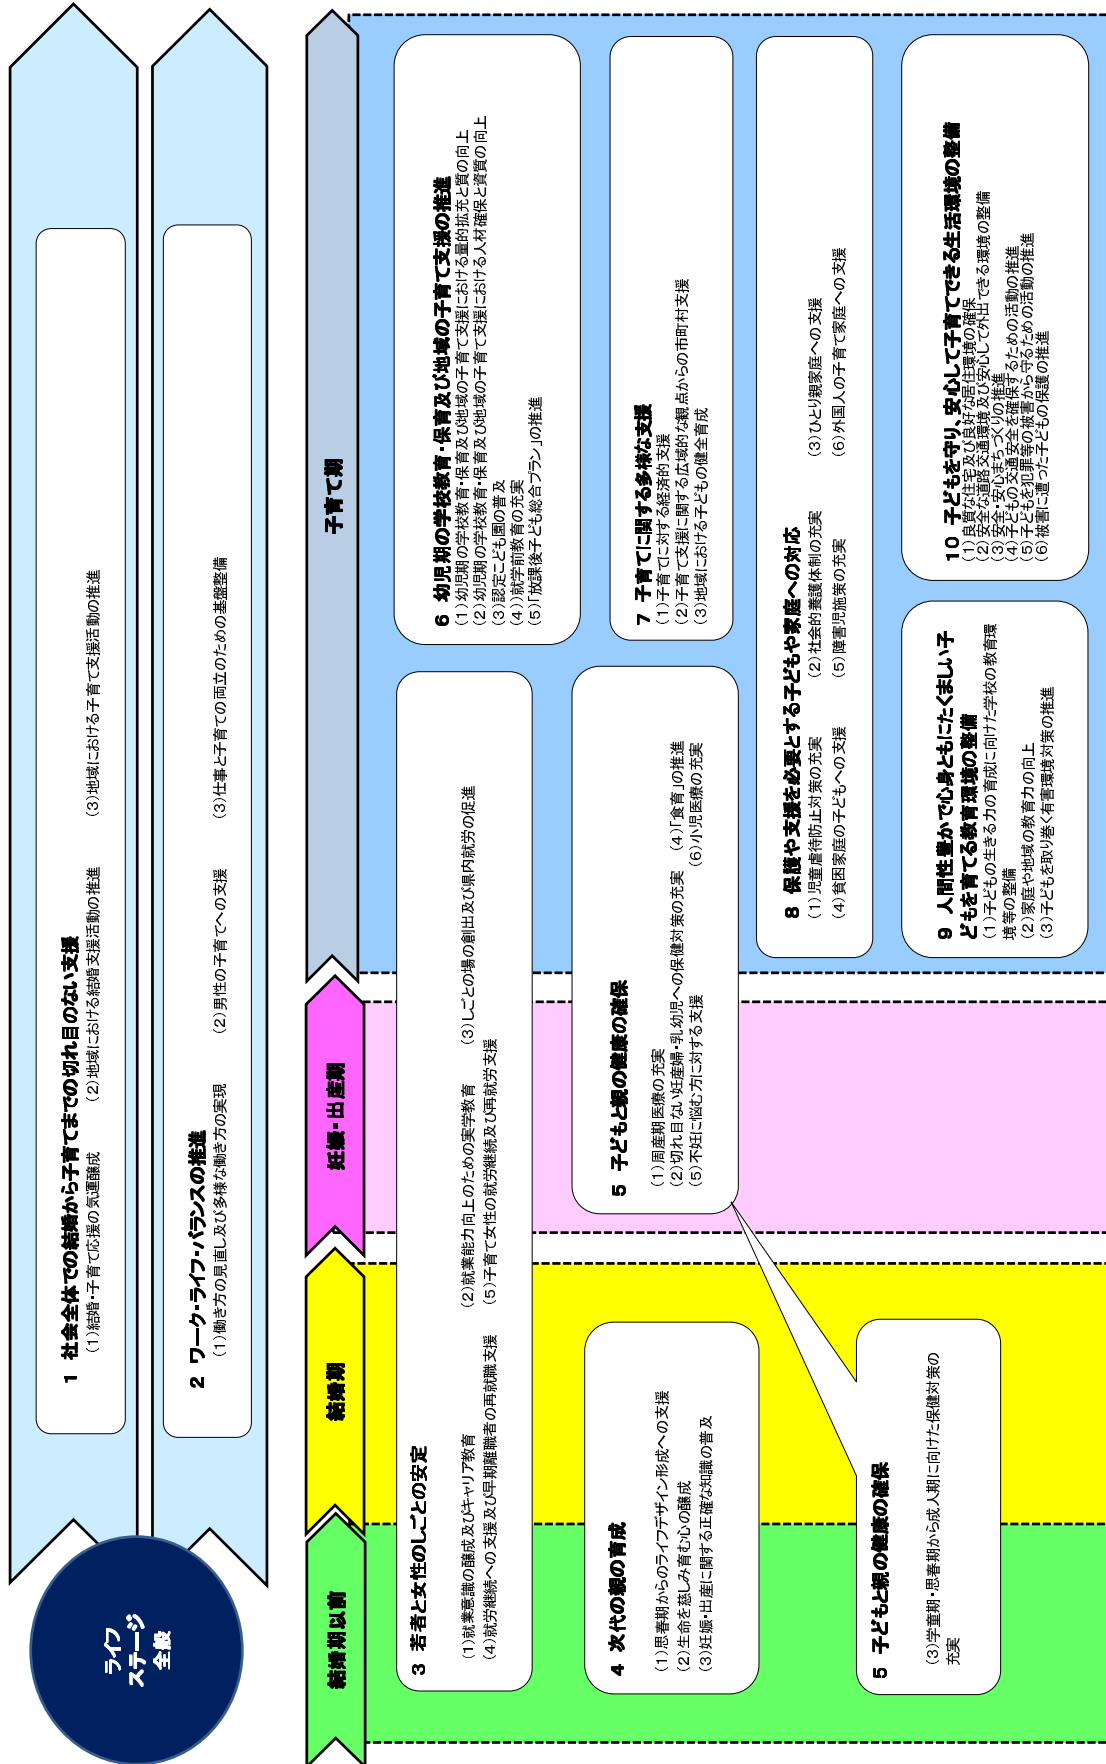 ライフ
ステージ
全般
1 社会全体での結婚から子育てまでの切れ目のない支援
(1)結婚・子育て応援の気運醸成 (2)地域における結婚支援活動の推進 (3)地域における子育て支援活動の推進
2 ワーク・ライフ・バランスの推進
(1)働き方の見直し及び多様な働き方の実現 (2)男性の子育てへの支援 (3)仕事と子育ての両立のための基盤整備
結婚期以前
結婚期
妊娠・出産期
子育て期
3 若者と女性のしごとの安定
(1)就業意識の醸成及びキャリア教育 (2)就業能力向上のための実学教育 (3)しごとの場の創出及び県内就労の促進
(4)就労継続への支援及び早期離職者の再就職支援 (5)子育て女性の就労継続及び再就労支援
4 次代の親の育成
(1)思春期からのライフデザイン形成への支援
(2)生命を慈しみ育む心の醸成
(3)妊娠・出産に関する正確な知識の普及
5 子どもと親の健康の確保
(3)学童期・思春期から成人期に向けた保健対策の
充実
5 子どもと親の健康の確保
(1)周産期医療の充実
(2)切れ目ない妊産婦・乳幼児への保健対策の充実 (4)「食育」の推進
(5)不妊に悩む方に対する支援 (6)小児医療の充実
6 幼児期の学校教育・保育及び地域の子育て支援の推進
(1)幼児期の学校教育・保育及び地域の子育て支援における量的拡充と質の向上
(2)幼児期の学校教育・保育及び地域の子育て支援における人材確保と資質の向上
(3)認定こども園の普及
(4))就学前教育の充実
(5)「放課後子ども総合プラン」の推進
7 子育てに関する多様な支援
(1)子育てに対する経済的支援
(2)子育て支援に関する広域的な観点からの市町村支援
(3)地域における子どもの健全育成
8 保護や支援を必要とする子どもや家庭への対応
(1)児童虐待防止対策の充実 (2)社会的養護体制の充実 (3)ひとり親家庭への支援
(4)貧困家庭の子どもへの支援 (5)障害児施策の充実 (6)外国人の子育て家庭への支援
9 人間性豊かで心身ともにたくましい子
どもを育てる教育環境の整備
(1)子どもの生きる力の育成に向けた学校の教育環
境等の整備
(2)家庭や地域の教育力の向上
(3)子どもを取り巻く有害環境対策の推進
10 子どもを守り、安心して子育てできる生活環境の整備
(1)良質な住宅及び良好な居住環境の確保
(2)安全な道路交通環境及び安心して外出できる環境の整備
(3)安全・安心まちづくりの推進
(4)子どもの交通安全を確保するための活動の推進
(5)子どもを犯罪等の被害から守るための活動の推進
(6)被害に遭った子どもの保護の推進